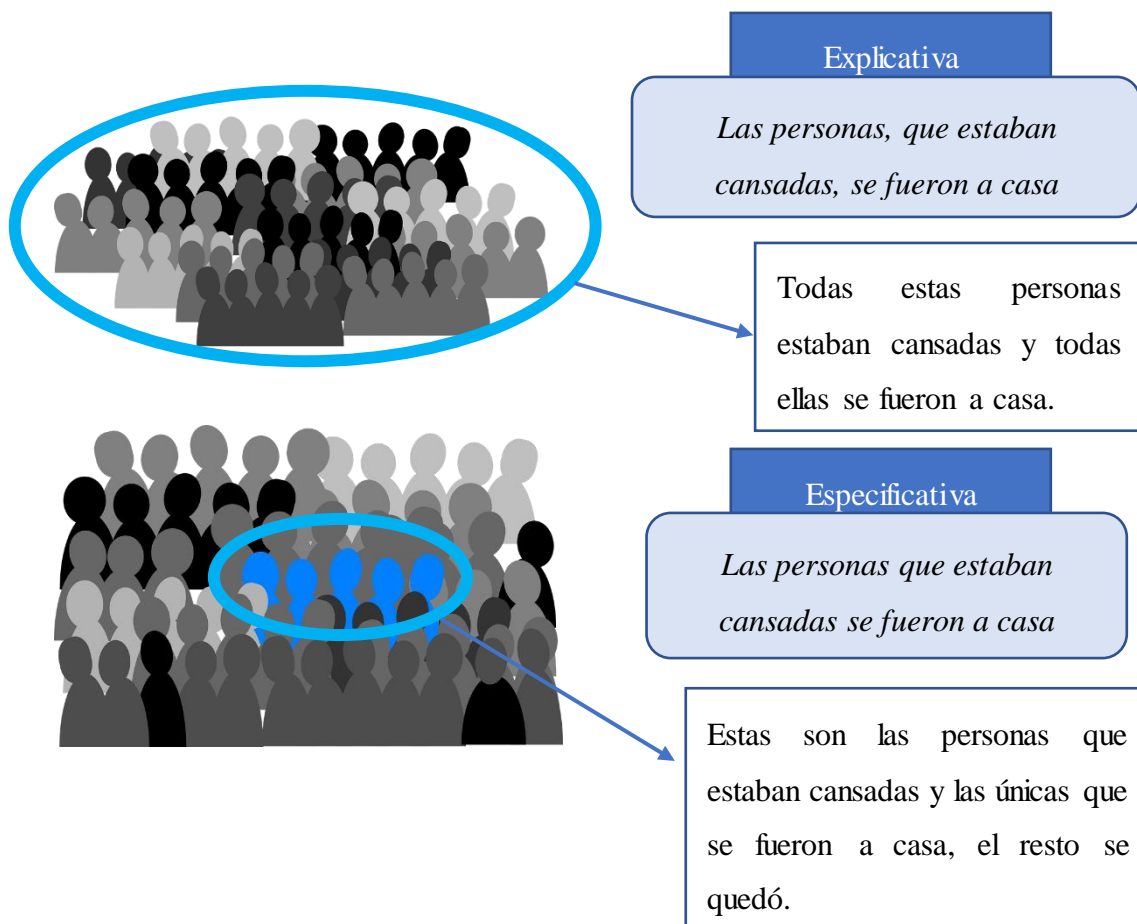 Explicativa
Las personas, que estaban
cansadas, se fueron a casa
Todas estas personas
estaban cansadas y todas
ellas se fueron a casa.
Especificativa
Las personas que estaban
cansadas se fueron a casa
Estas son las personas que
estaban cansadas y las únicas que
se fueron a casa, el resto se
quedó.